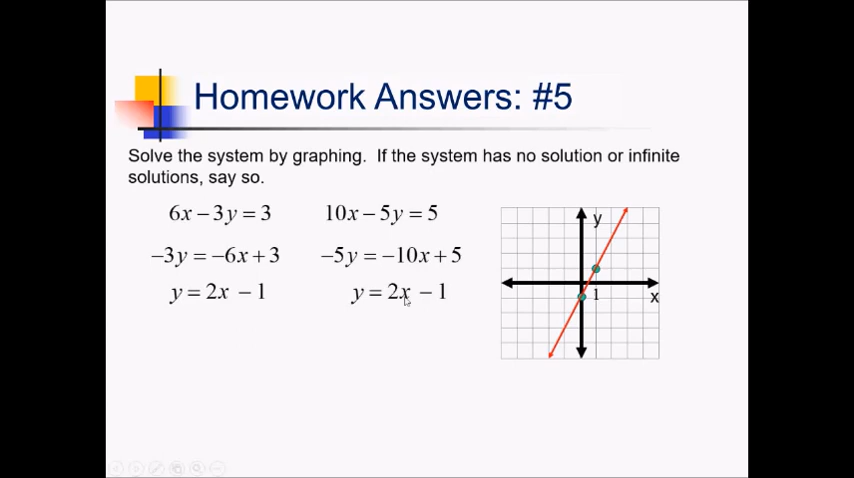 Homework Answers: #5
Solve the system by graphing. If the system has no solution or infinite
solutions, say so.
6x − 3y = 3 10x − 5y = 5
−3y = −6x + 3 −5y = −10x + 5
y = 2x − 1 y = 2x − 1
y
1
x